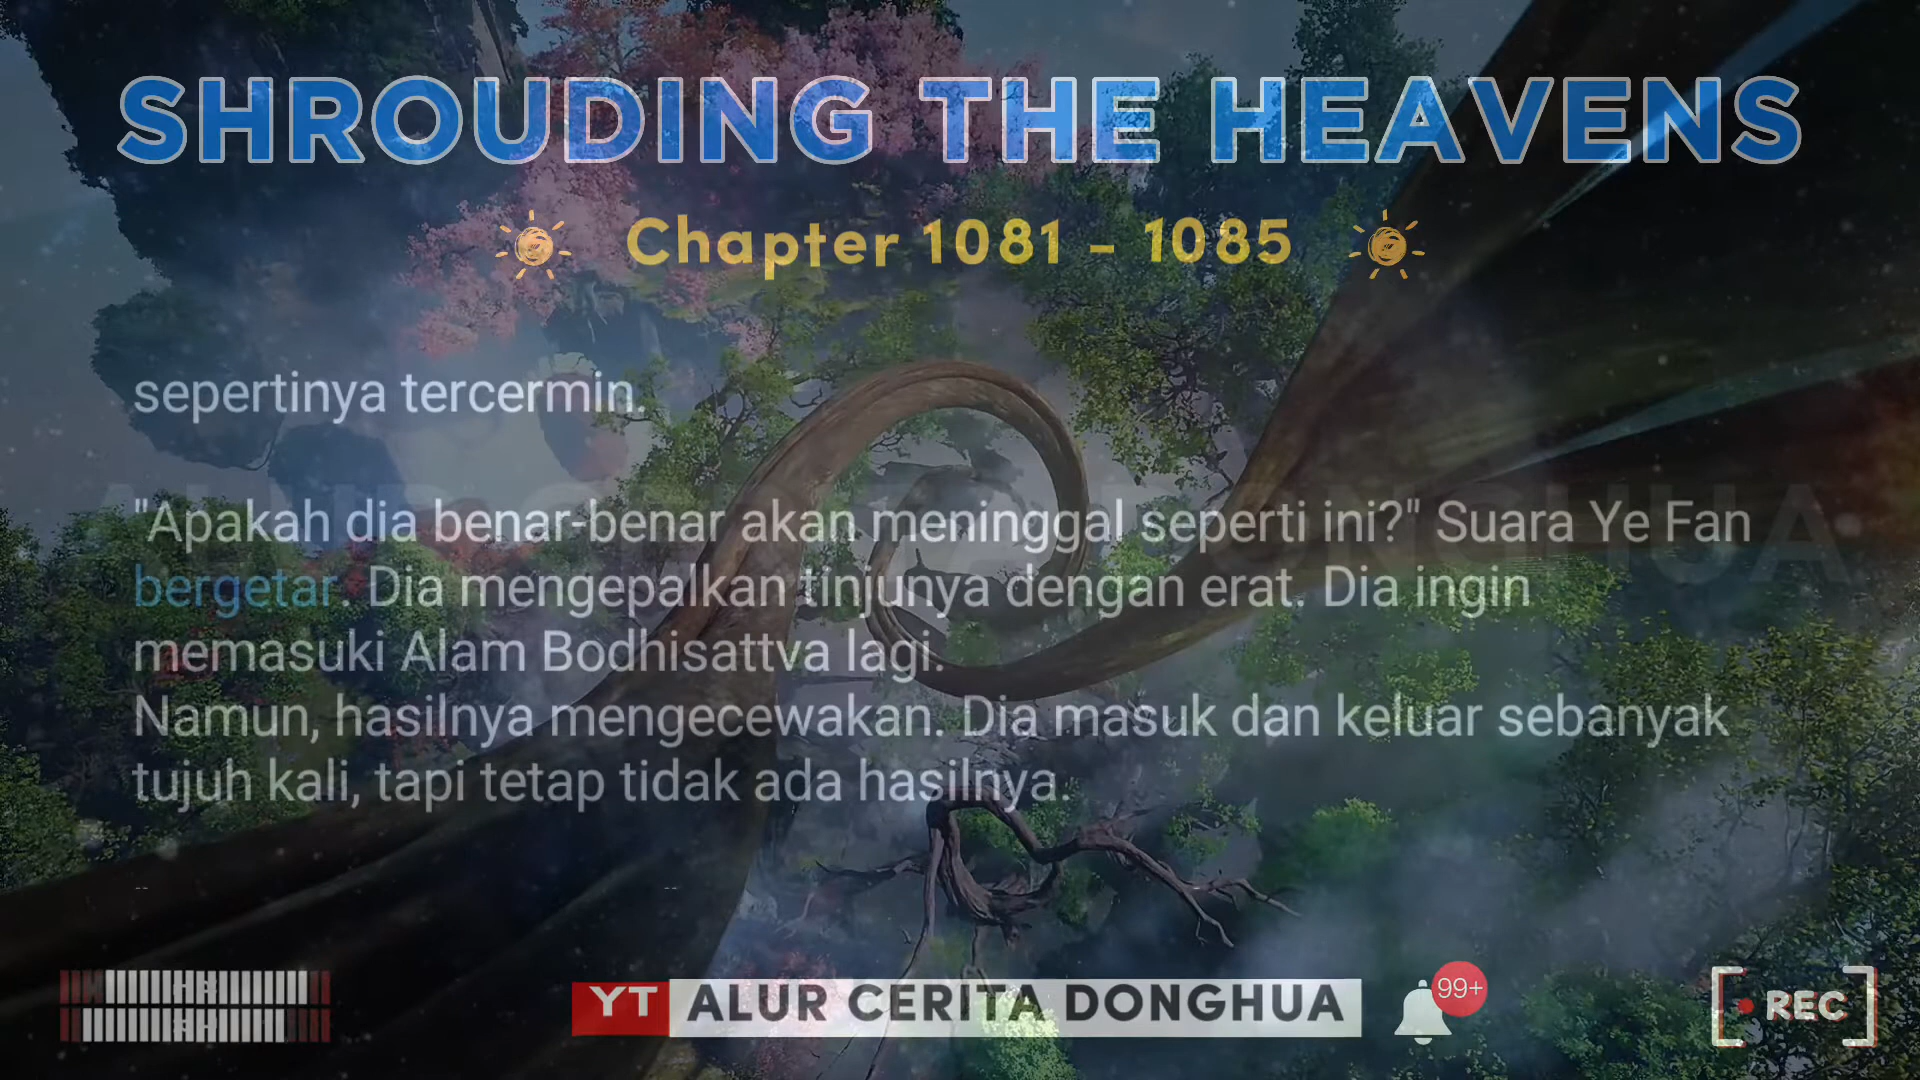 SHROUDING THE HEAVENS
Chapter 1081 - 1085
sepertinya tercermin.
"Apakah dia benar-benar akan meninggal seperti ini?" Suara Ye Fan
bergetar. Dia mengepalkan tinjunya dengan erat. Dia ingin
memasuki Alam Bodhisattva lagi.
Namun, hasilnya mengecewakan. Dia masuk dan keluar sebanyak
tujuh kali, tapi tetap tidak ada hasilnya.
-- --
YT ALUR CERITA DONGHUA 99+
REC